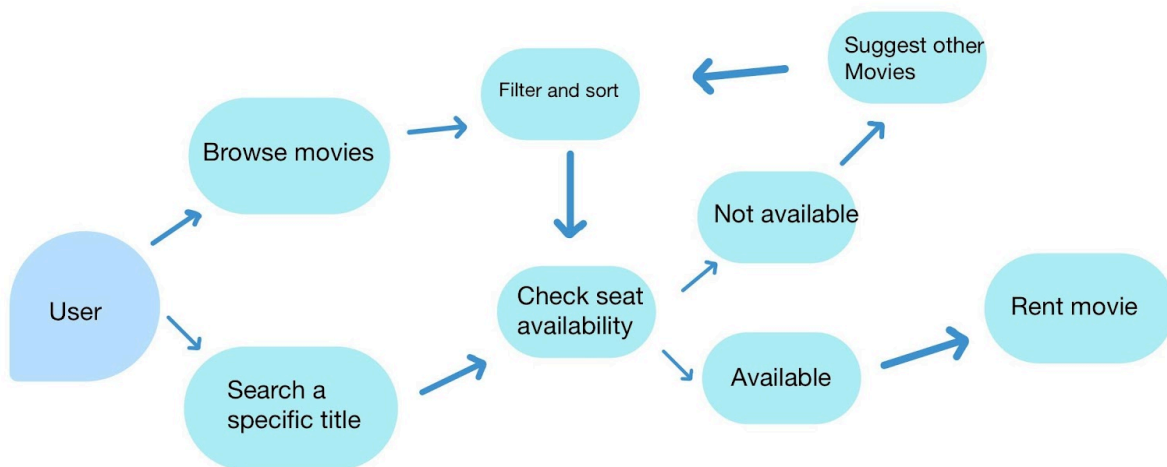 User
Browse movies
Search a
specific title
Filter and sort
Check seat
availability
Not available
Available
Suggest other
Movies
Rent movie